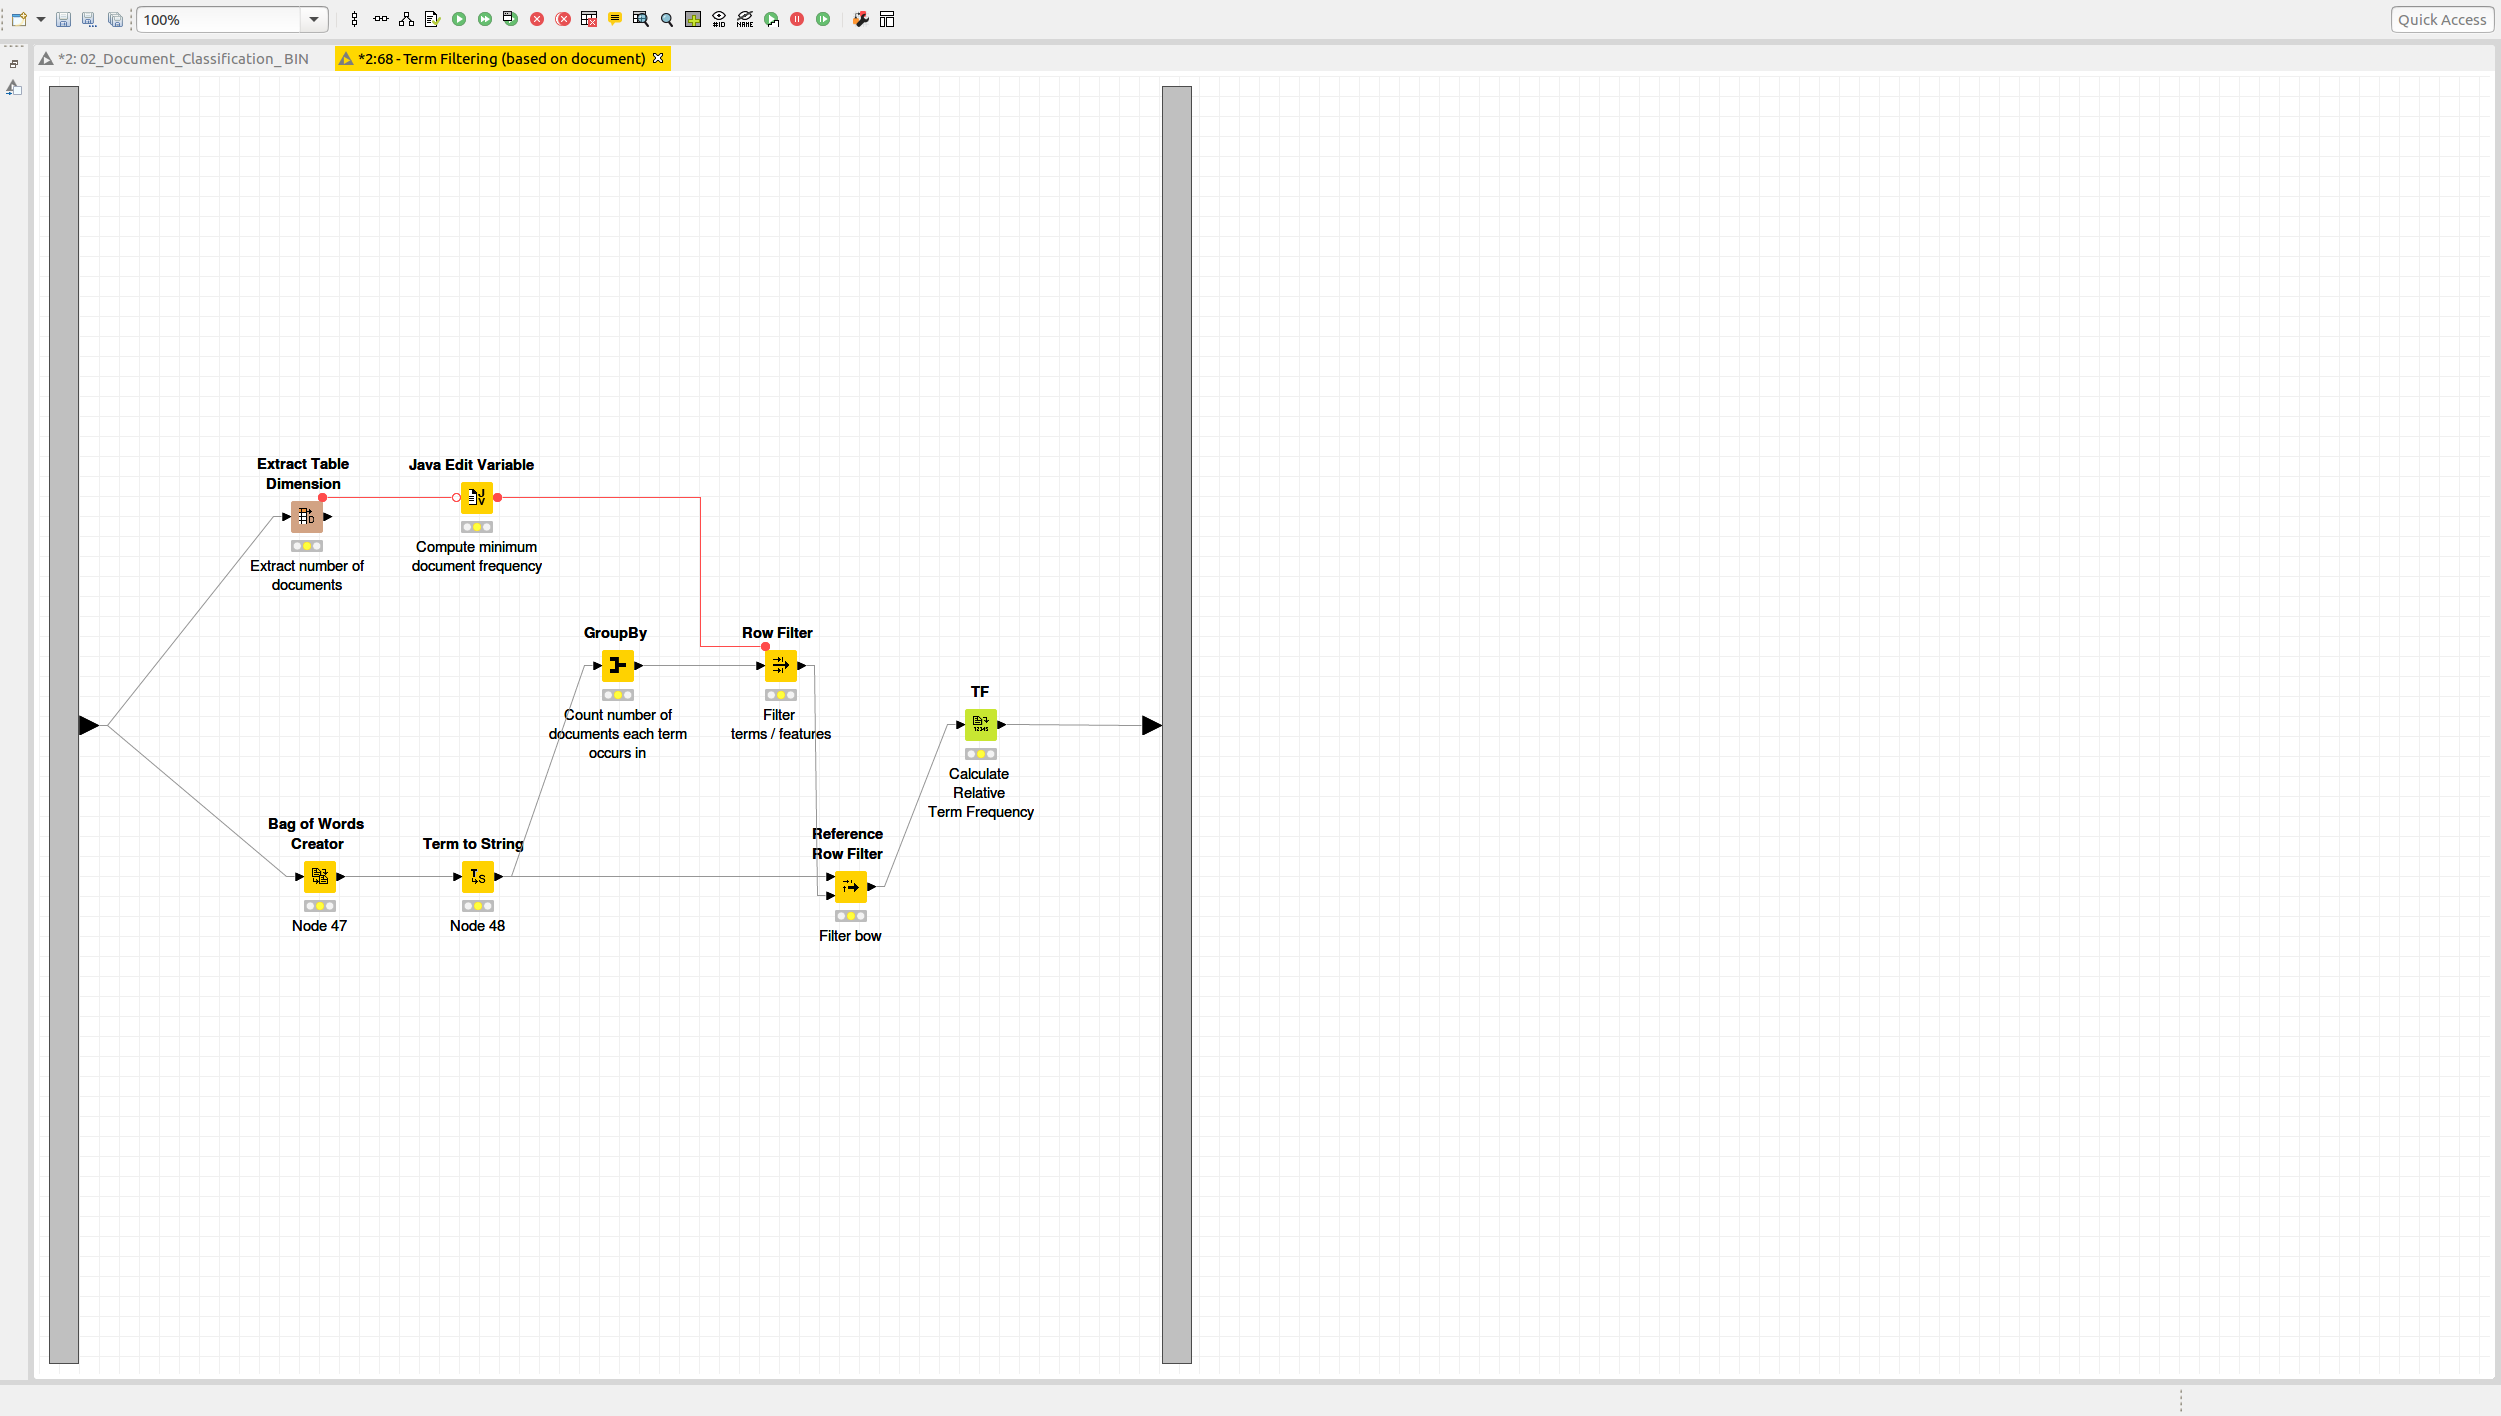 100%
Quick Access
*2: 02_Document_Classification_ BIN
*2:68 - Term Filtering (based on document)
Extract Table
Dimension
Extract number of
documents
Java Edit Variable
Compute minimum
document frequency
GroupBy
Count number of
documents each term
occurs in
Row Filter
Filter
terms / features
TF
Calculate
Relative
Term Frequency
Bag of Words
Creator
Node 47
Term to String
Node 48
Reference
Row Filter
Filter bow